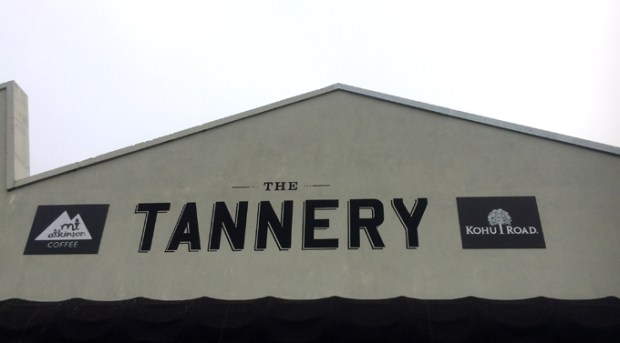 THE
TANNERY
mt
atkinson
COFFEE
KOHU ROAD.